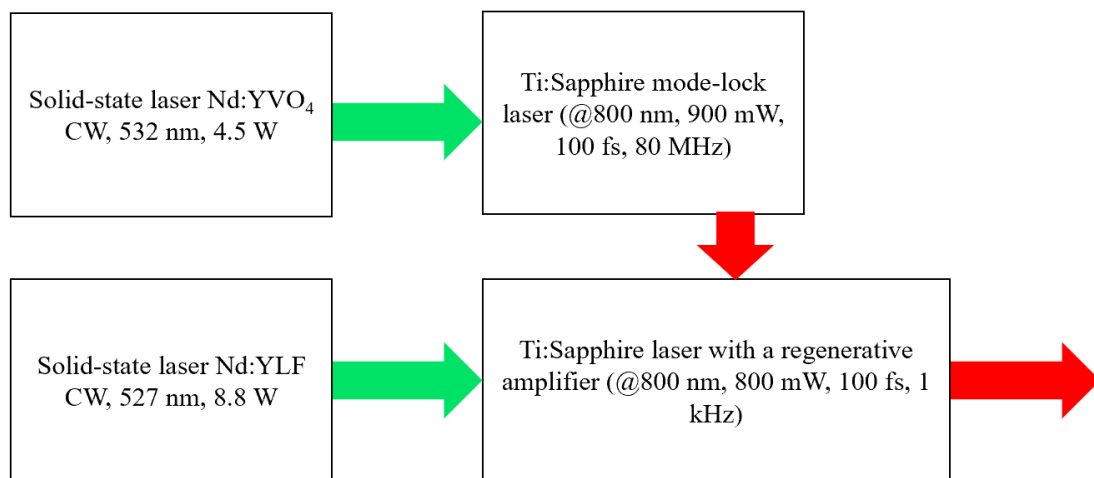 Solid-state laser Nd:YVO₄
CW, 532 nm, 4.5 W
Ti:Sapphire mode-lock
laser (@800 nm, 900 mW,
100 fs, 80 MHz)
Solid-state laser Nd:YLF
CW, 527 nm, 8.8 W
Ti:Sapphire laser with a regenerative
amplifier (@800 nm, 800 mW, 100 fs, 1
kHz)